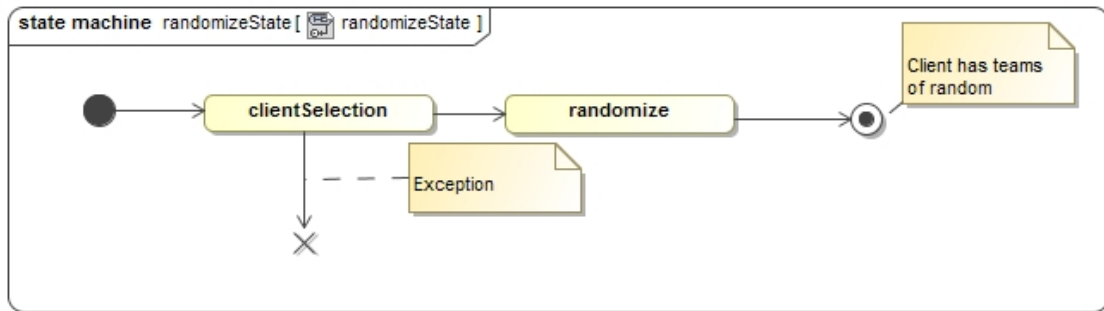 state machine randomizeState [ randomizeState ]
Client has teams
of random
clientSelection
randomize
Exception